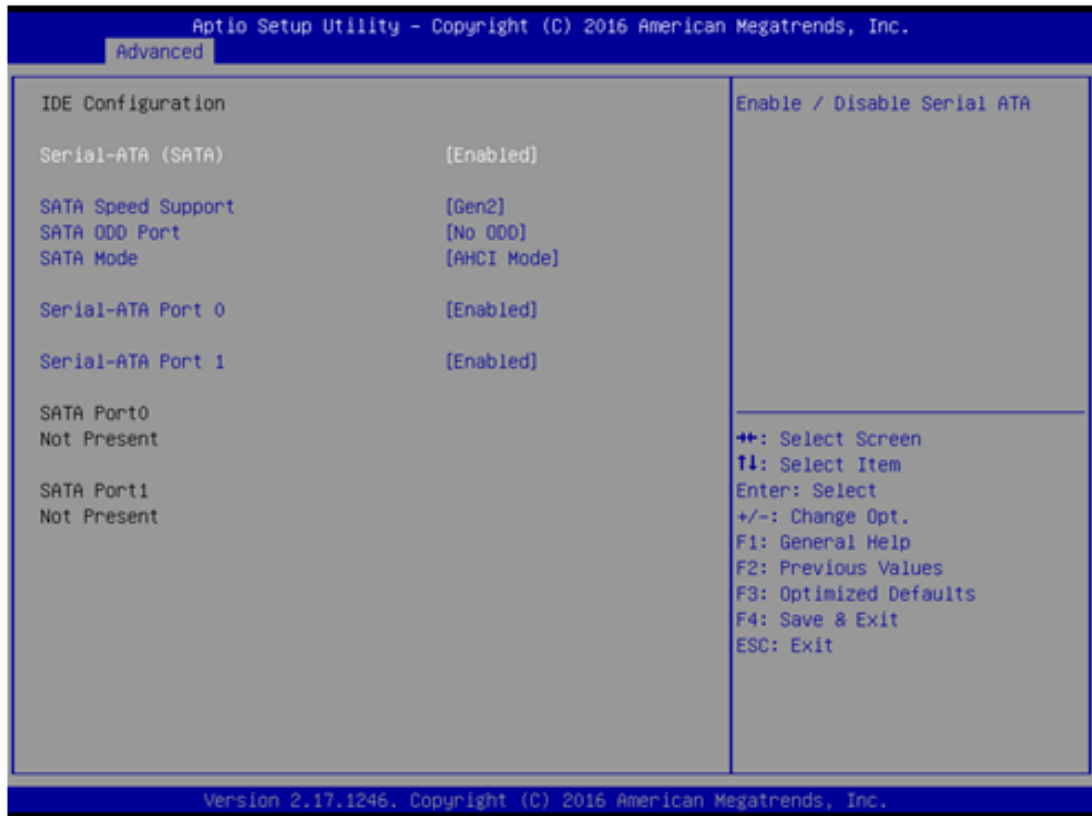 Aptio Setup Utility – Copyright (C) 2016 American Megatrends, Inc.
Advanced
IDE Configuration
Serial-ATA (SATA) [Enabled]
SATA Speed Support [Gen2]
SATA ODD Port [No ODD]
SATA Mode [AHCI Mode]
Serial-ATA Port 0 [Enabled]
Serial-ATA Port 1 [Enabled]
SATA Port0
Not Present
SATA Port1
Not Present
Enable / Disable Serial ATA
→←: Select Screen
↑↓: Select Item
Enter: Select
+/-: Change Opt.
F1: General Help
F2: Previous Values
F3: Optimized Defaults
F4: Save & Exit
ESC: Exit
Version 2.17.1246. Copyright (C) 2016 American Megatrends, Inc.